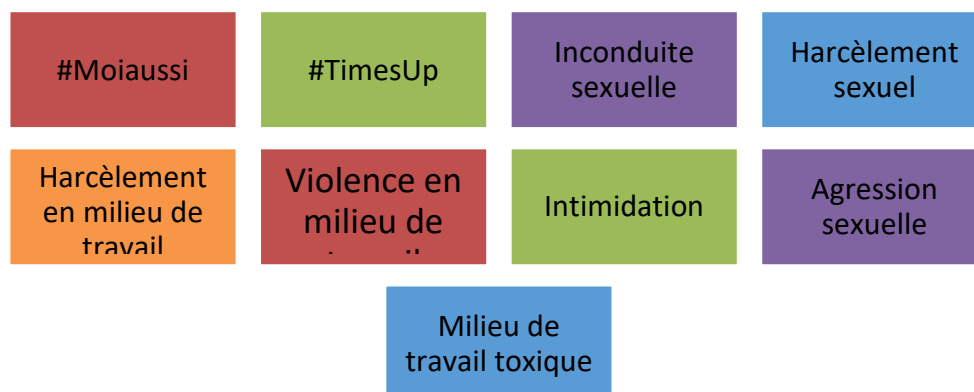 #Moiaussi
#TimesUp
Inconduite
sexuelle
Harcèlement
sexuel
Harcèlement
en milieu de
travail
Violence en
milieu de
Intimidation
Agression
sexuelle
Milieu de
travail toxique